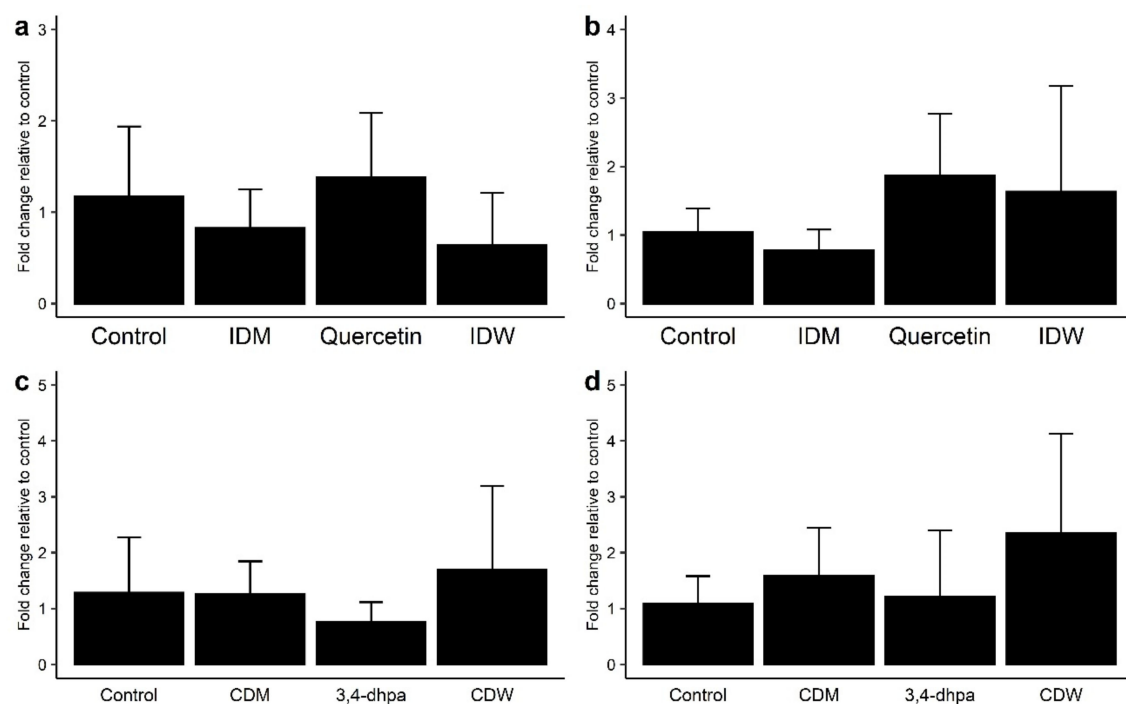 a
Fold change relative to control
3
2
1
0
Control IDM Quercetin IDW
b
Fold change relative to control
4
3
2
1
0
Control IDM Quercetin IDW
c
Fold change relative to control
5
4
3
2
1
0
Control CDM 3,4-dhpa CDW
d
Fold change relative to control
5
4
3
2
1
0
Control CDM 3,4-dhpa CDW